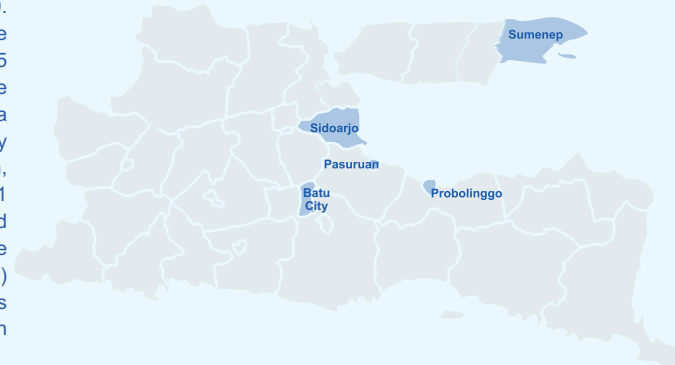 Sumenep
Sidoarjo
Pasuruan
Batu
City
Probolinggo